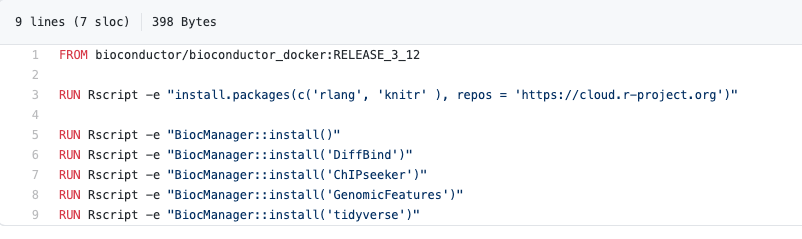 9 lines (7 sloc) 398 Bytes
1 FROM bioconductor/bioconductor_docker:RELEASE_3_12
2
3 RUN Rscript -e "install.packages(c('rlang', 'knitr' ), repos = 'https://cloud.r-project.org')"
4
5 RUN Rscript -e "BiocManager::install()"
6 RUN Rscript -e "BiocManager::install('DiffBind')"
7 RUN Rscript -e "BiocManager::install('ChIPseeker')"
8 RUN Rscript -e "BiocManager::install('GenomicFeatures')"
9 RUN Rscript -e "BiocManager::install('tidyverse')"